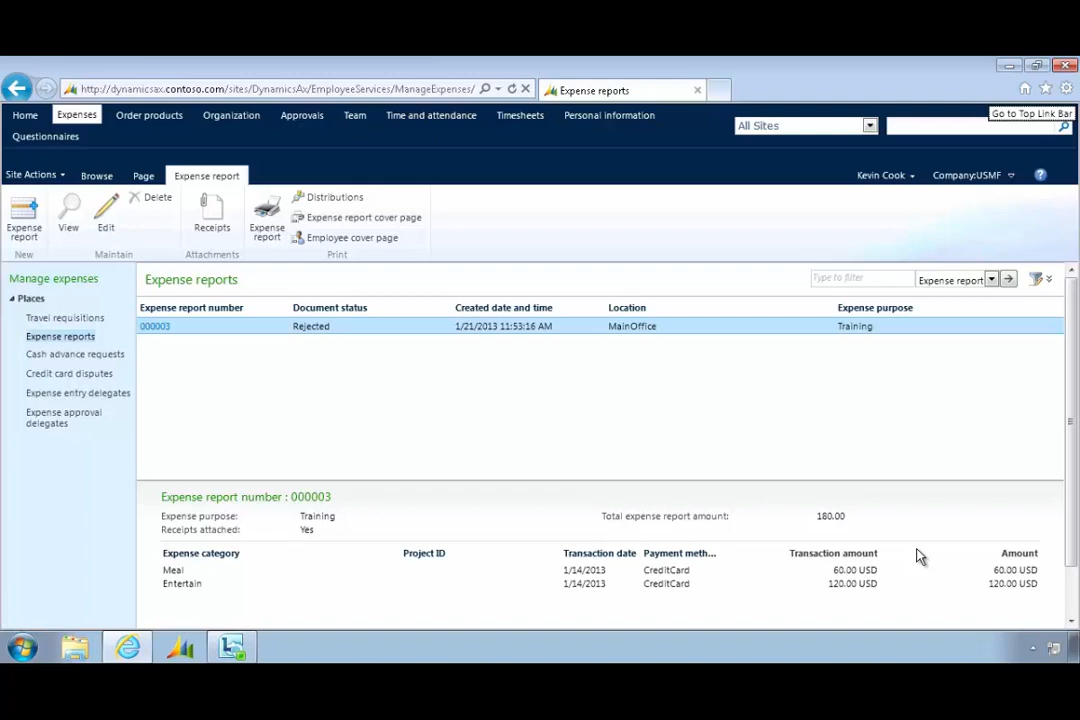 http://dynamicsax.contoso.com/sites/DynamicsAx/EmployeeServices/ManageExpenses/
Expense reports
Home Expenses Order products Organization Approvals Team Time and attendance Timesheets Personal information
Go to Top Link Bar
All Sites
Questionnaires
Site Actions Browse Page Expense report
Kevin Cook Company:USMF
Expense report
New
View
Edit
Delete
Maintain
Receipts
Attachments
Expense report
Distributions
Expense report cover page
Employee cover page
Print
Manage expenses
Places
Travel requisitions
Expense reports
Cash advance requests
Credit card disputes
Expense entry delegates
Expense approval
delegates
Expense reports
Type to filter
Expense report
Expense report number Document status Created date and time Location Expense purpose
000003 Rejected 1/21/2013 11:53:16 AM MainOffice Training
Expense report number : 000003
Expense purpose: Training Total expense report amount: 180.00
Receipts attached: Yes
Expense category Project ID Transaction date Payment meth... Transaction amount Amount
Meal 1/14/2013 CreditCard 60.00 USD 60.00 USD
Entertain 1/14/2013 CreditCard 120.00 USD 120.00 USD